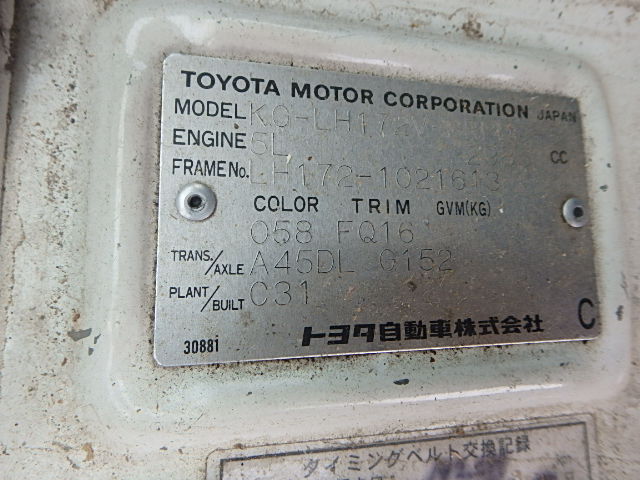 TOYOTA MOTOR CORPORATION JAPAN
MODEL KG-LH172V
ENGINE 5L CC
FRAME No. LH172-1021613
COLOR TRIM GVM(KG)
058 FQ16
TRANS./AXLE A45DL G152
PLANT/BUILT C31
トヨタ自動車株式会社 C
30881
タイミングベルト交換記録